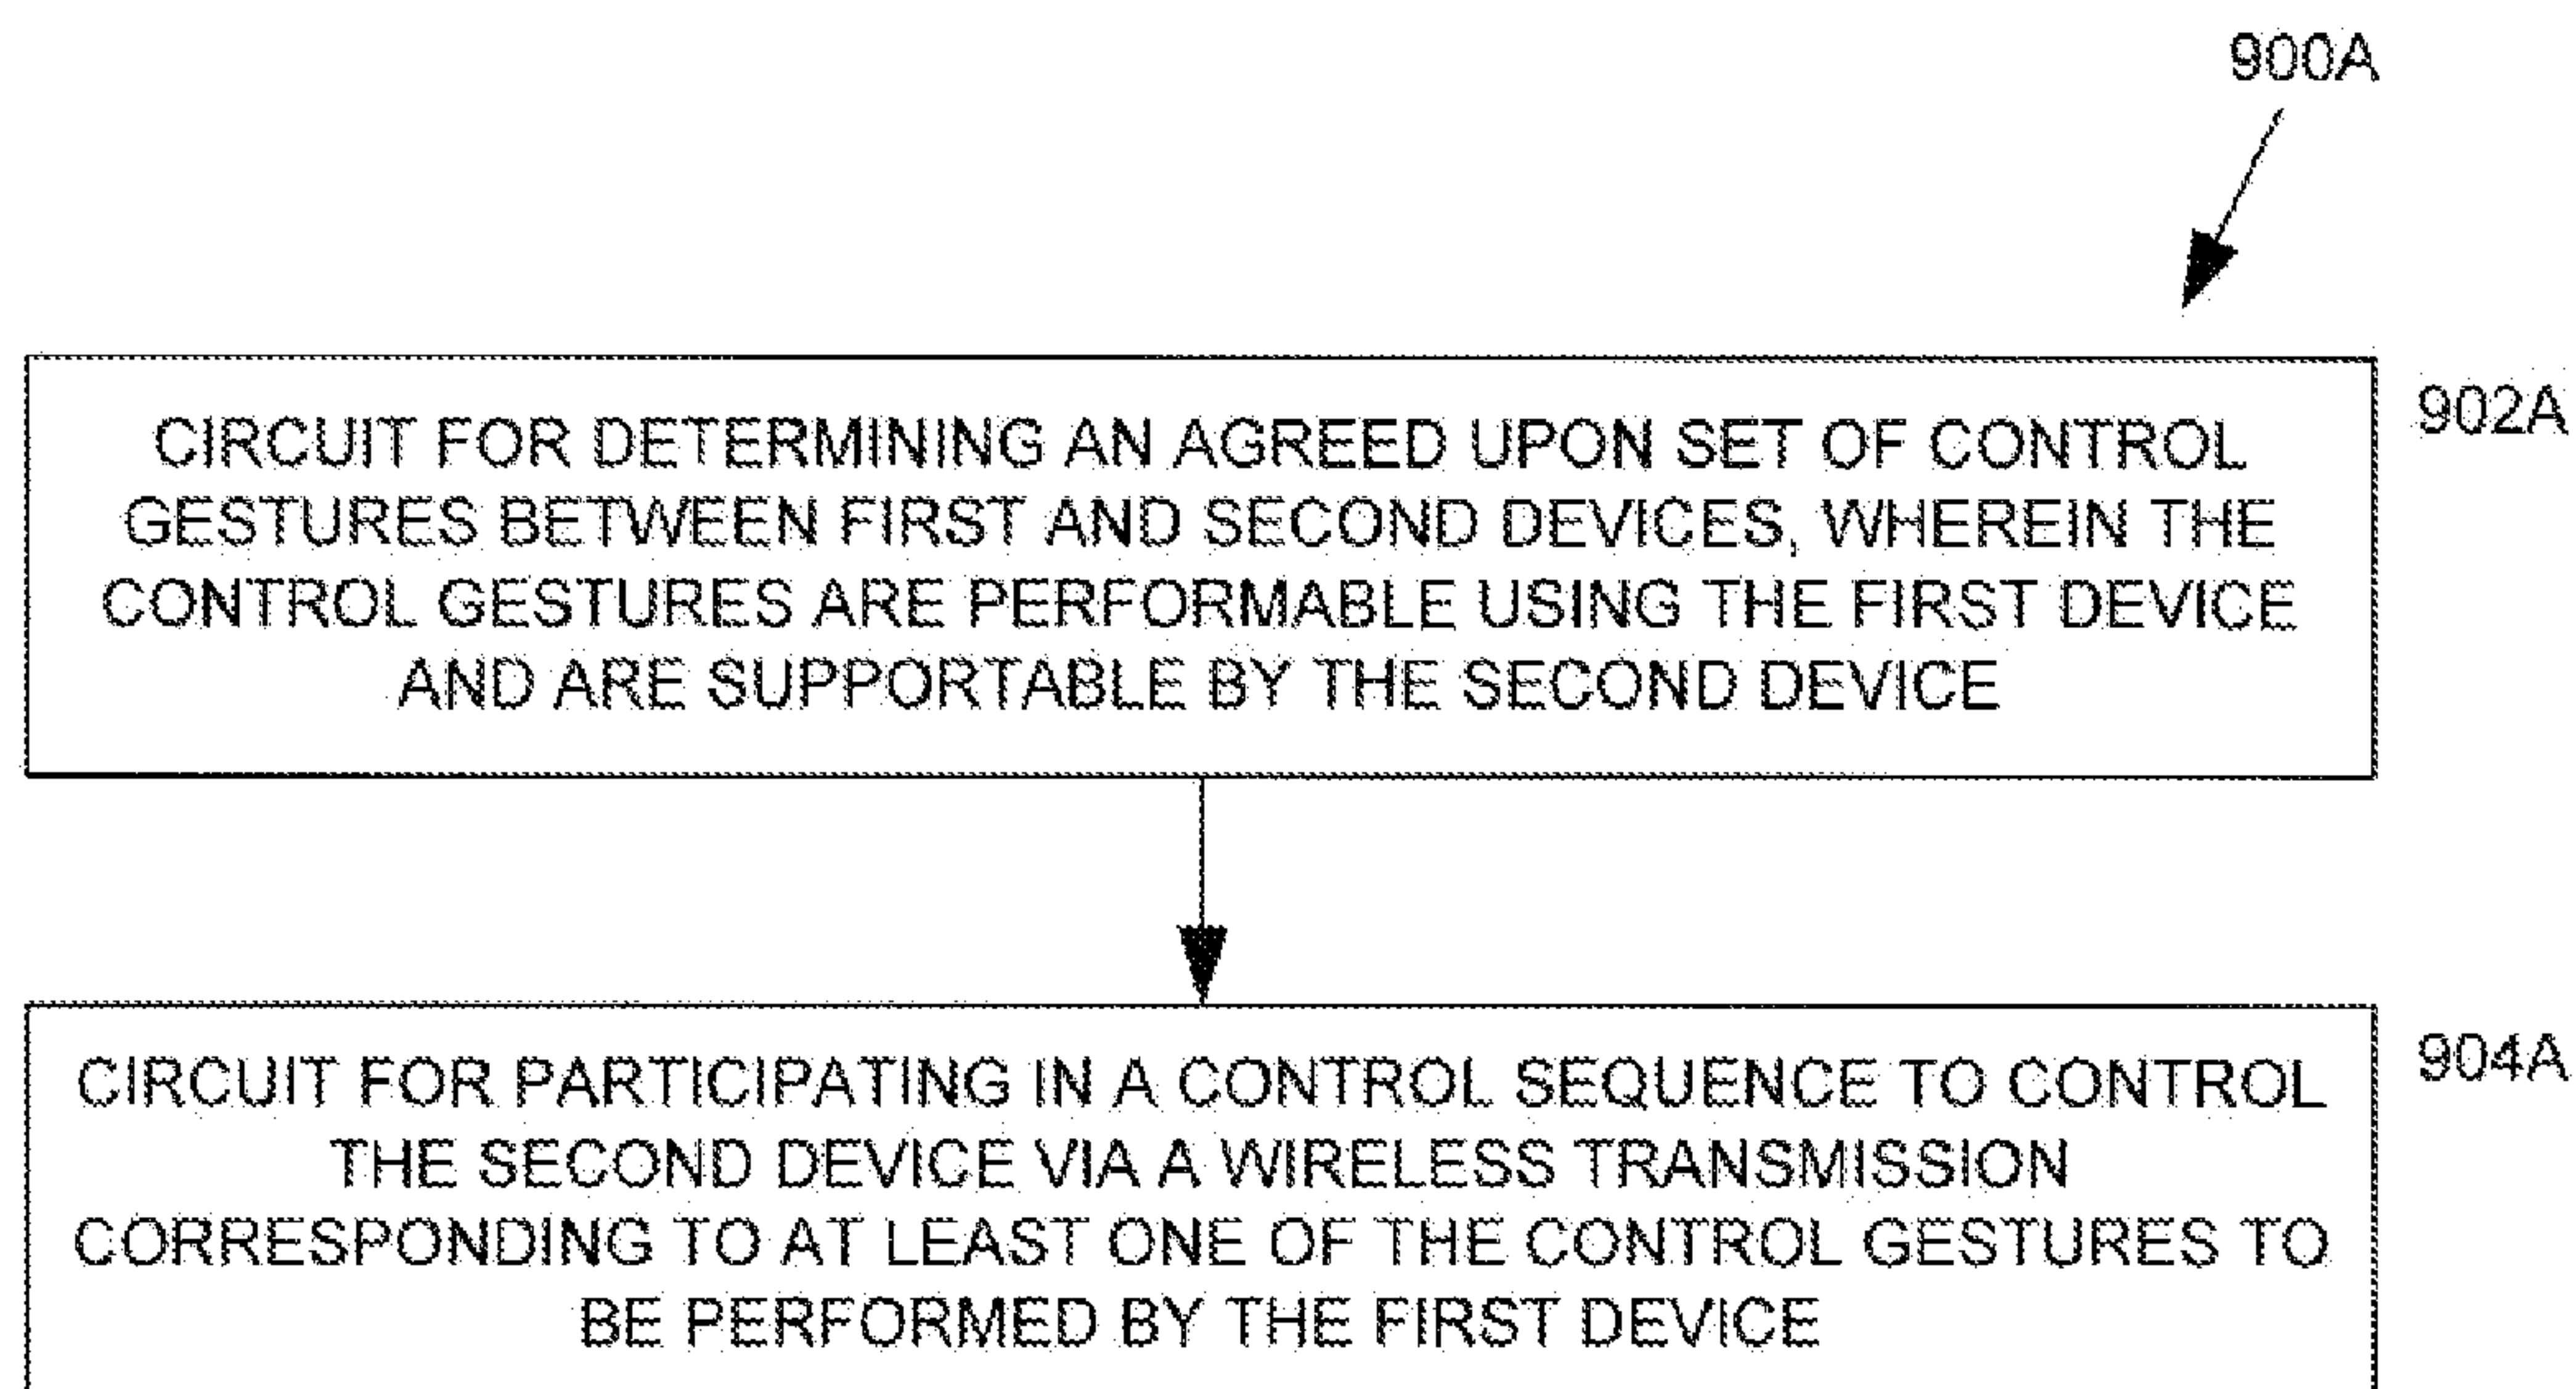 900A
CIRCUIT FOR DETERMINING AN AGREED UPON SET OF CONTROL
GESTURES BETWEEN FIRST AND SECOND DEVICES, WHEREIN THE
CONTROL GESTURES ARE PERFORMABLE USING THE FIRST DEVICE
AND ARE SUPPORTABLE BY THE SECOND DEVICE
902A
CIRCUIT FOR PARTICIPATING IN A CONTROL SEQUENCE TO CONTROL
THE SECOND DEVICE VIA A WIRELESS TRANSMISSION
CORRESPONDING TO AT LEAST ONE OF THE CONTROL GESTURES TO
BE PERFORMED BY THE FIRST DEVICE
904A